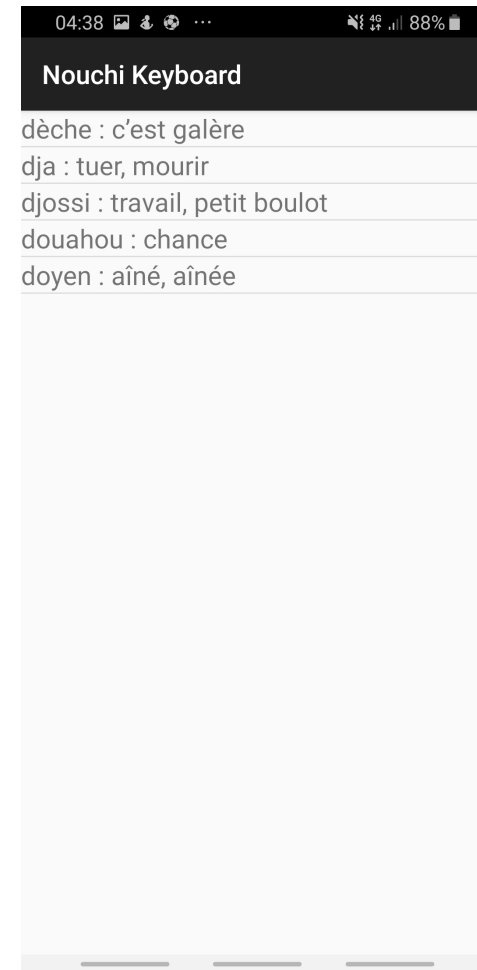 04:38 ··· 4G 88%
Nouchi Keyboard
dèche : c’est galère
dja : tuer, mourir
djossi : travail, petit boulot
douahou : chance
doyen : aîné, aînée